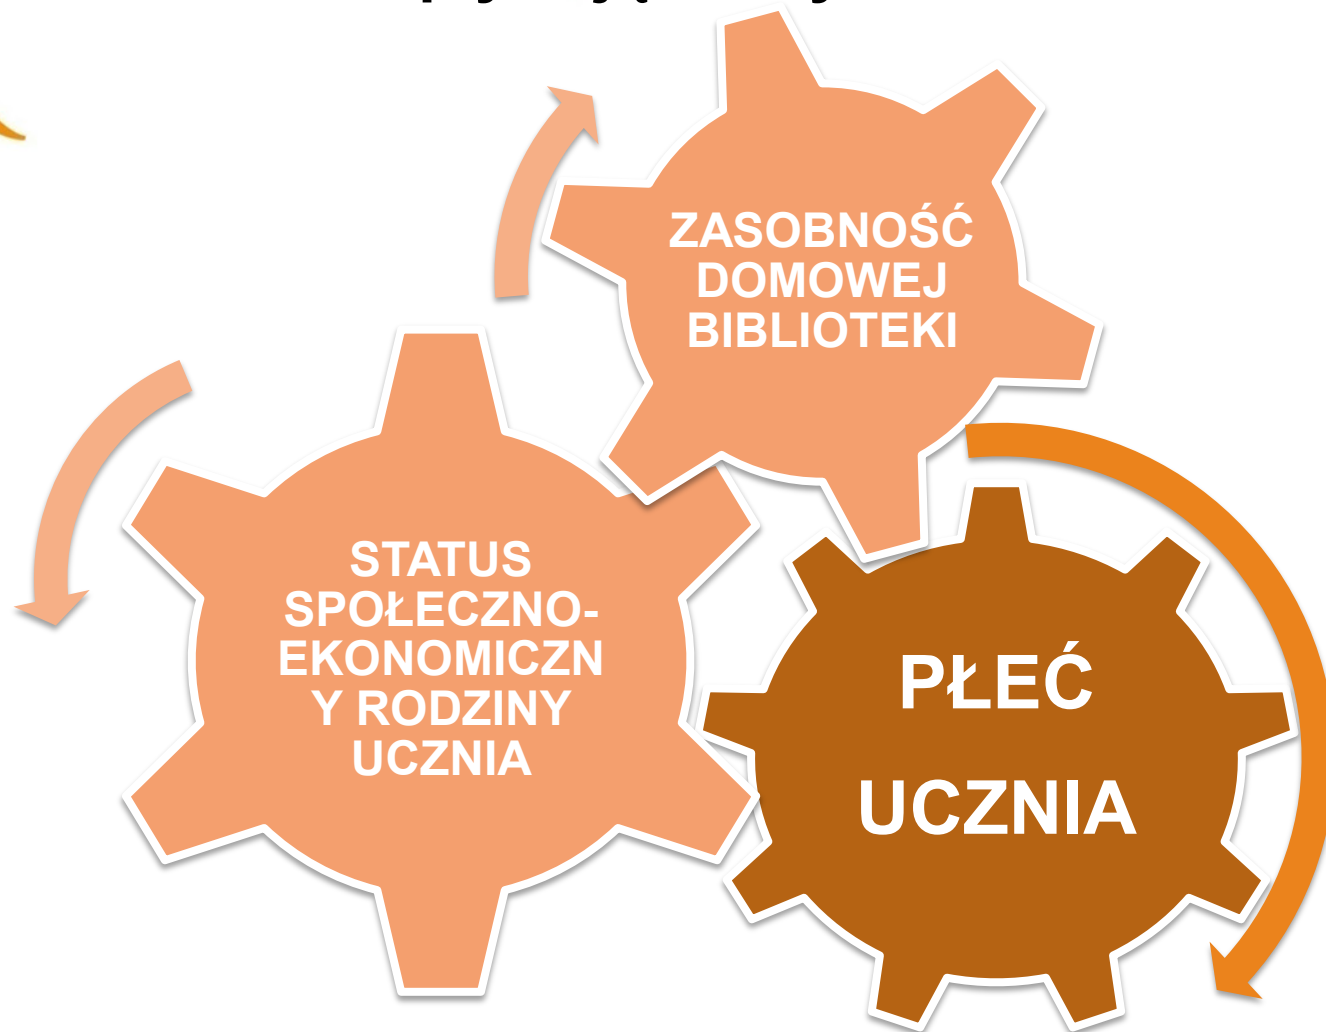 ZASOBNOŚĆ
DOMOWEJ
BIBLIOTEKI
STATUS
SPOŁECZNO-
EKONOMICZN
Y RODZINY
UCZNIA
PŁEĆ
UCZNIA